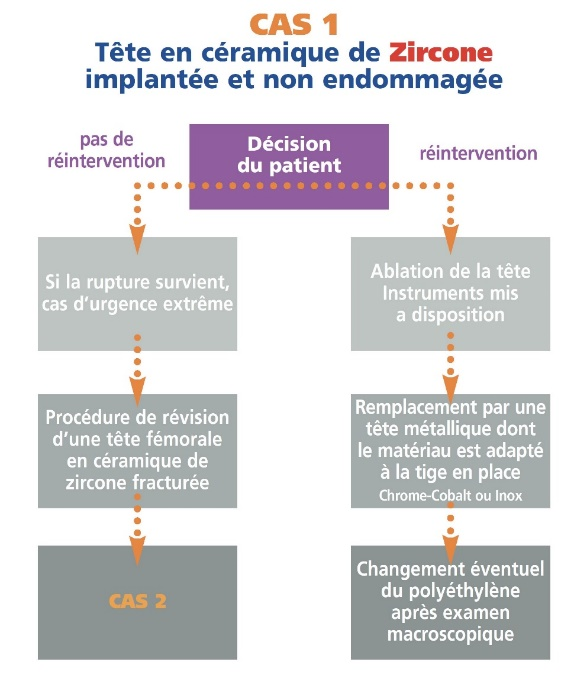 CAS 1
Tête en céramique de Zircone
implantée et non endommagée
pas de
réintervention
Décision
du patient
réintervention
Si la rupture survient,
cas d'urgence extrême
Ablation de la tête
Instruments mis
a disposition
Procédure de révision
d'une tête fémorale
en céramique de
zircone fracturée
Remplacement par une
tête métallique dont
le matériau est adapté
à la tige en place
Chrome-Cobalt ou Inox
CAS 2
Changement éventuel
du polyéthylène
après examen
macroscopique